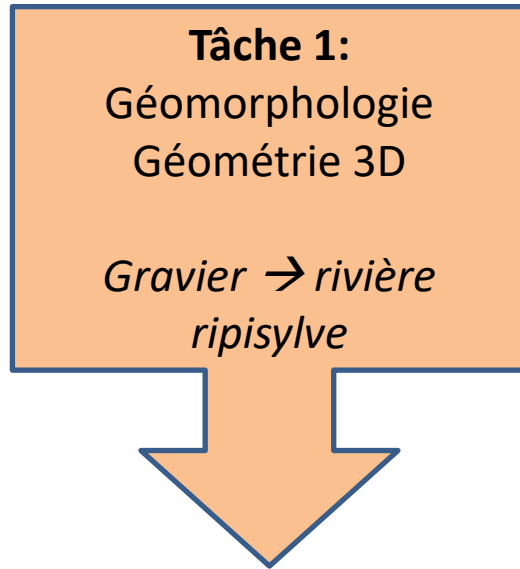 Tâche 1:
Géomorphologie
Géométrie 3D
Gravier → rivière
ripisylve